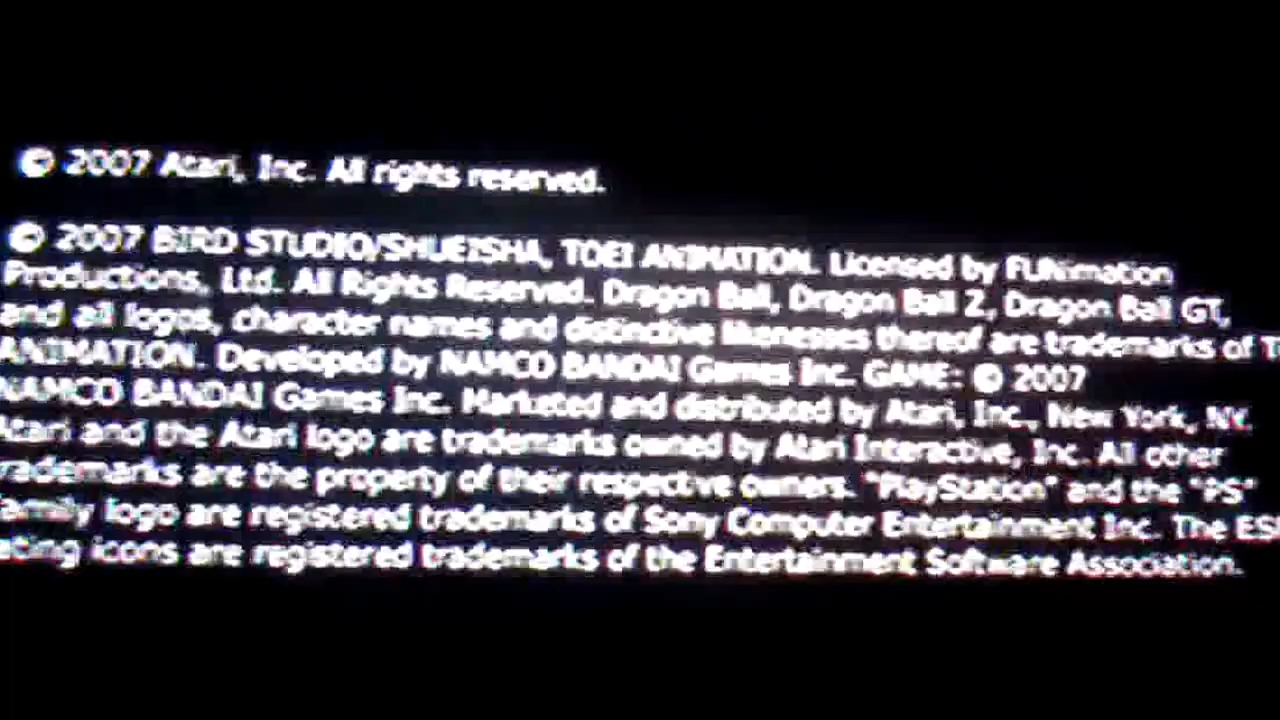 © 2007 Atari, Inc. All rights reserved.
© 2007 BIRD STUDIO/SHUEISHA, TOEI ANIMATION. Licensed by FUNimation
Productions, Ltd. All Rights Reserved. Dragon Ball, Dragon Ball Z, Dragon Ball GT,
and all logos, character names and distinctive likenesses thereof are trademarks of T
ANIMATION. Developed by NAMCO BANDAI Games Inc. GAME: © 2007
NAMCO BANDAI Games Inc. Marketed and distributed by Atari, Inc., New York, NY.
Atari and the Atari logo are trademarks owned by Atari Interactive, Inc. All other
rademarks are the property of their respective owners. "PlayStation" and the "PS"
amily logo are registered trademarks of Sony Computer Entertainment Inc. The ES
ating icons are registered trademarks of the Entertainment Software Association.